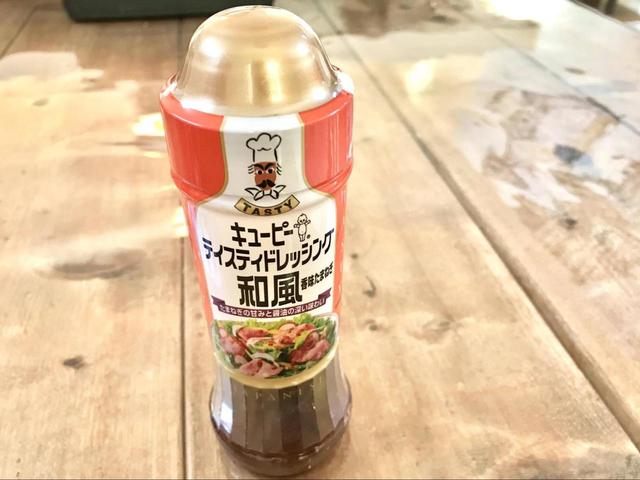 TASTY
キユーピー
テイスティドレッシング
和風香味たまねぎ
たまねぎの甘みと醤油の深い味わい
JAPANESE